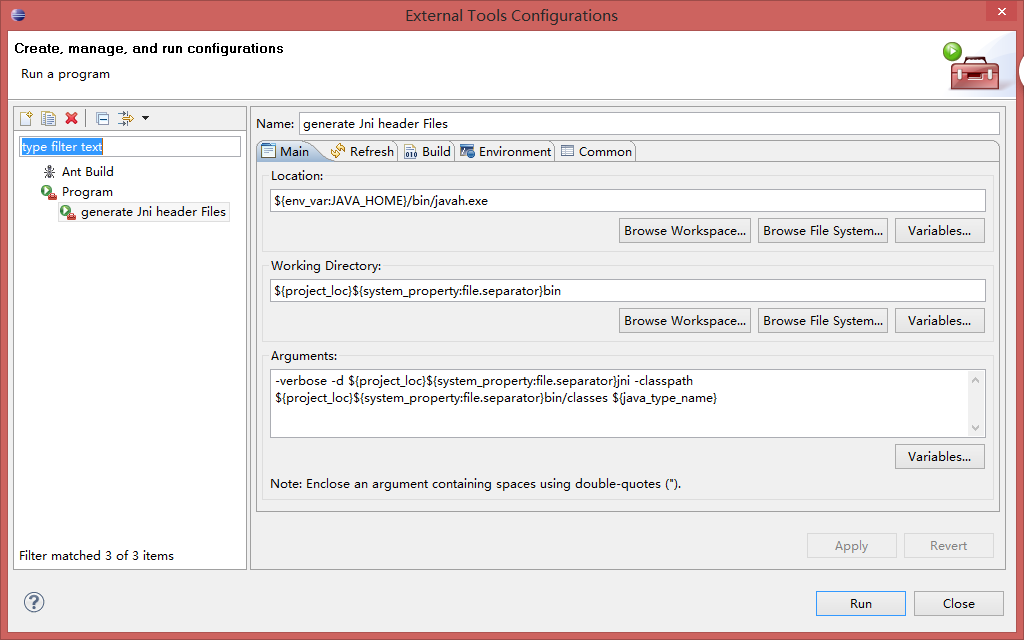 External Tools Configurations
Create, manage, and run configurations
Run a program
type filter text
Ant Build
Program
generate Jni header Files
Filter matched 3 of 3 items
Name: generate Jni header Files
Main Refresh Build Environment Common
Location:
${env_var:JAVA_HOME}/bin/javah.exe
Browse Workspace... Browse File System... Variables...
Working Directory:
${project_loc}${system_property:file.separator}bin
Browse Workspace... Browse File System... Variables...
Arguments:
-verbose -d ${project_loc}${system_property:file.separator}jni -classpath
${project_loc}${system_property:file.separator}bin/classes ${java_type_name}
Variables...
Note: Enclose an argument containing spaces using double-quotes (").
Apply Revert
Run Close